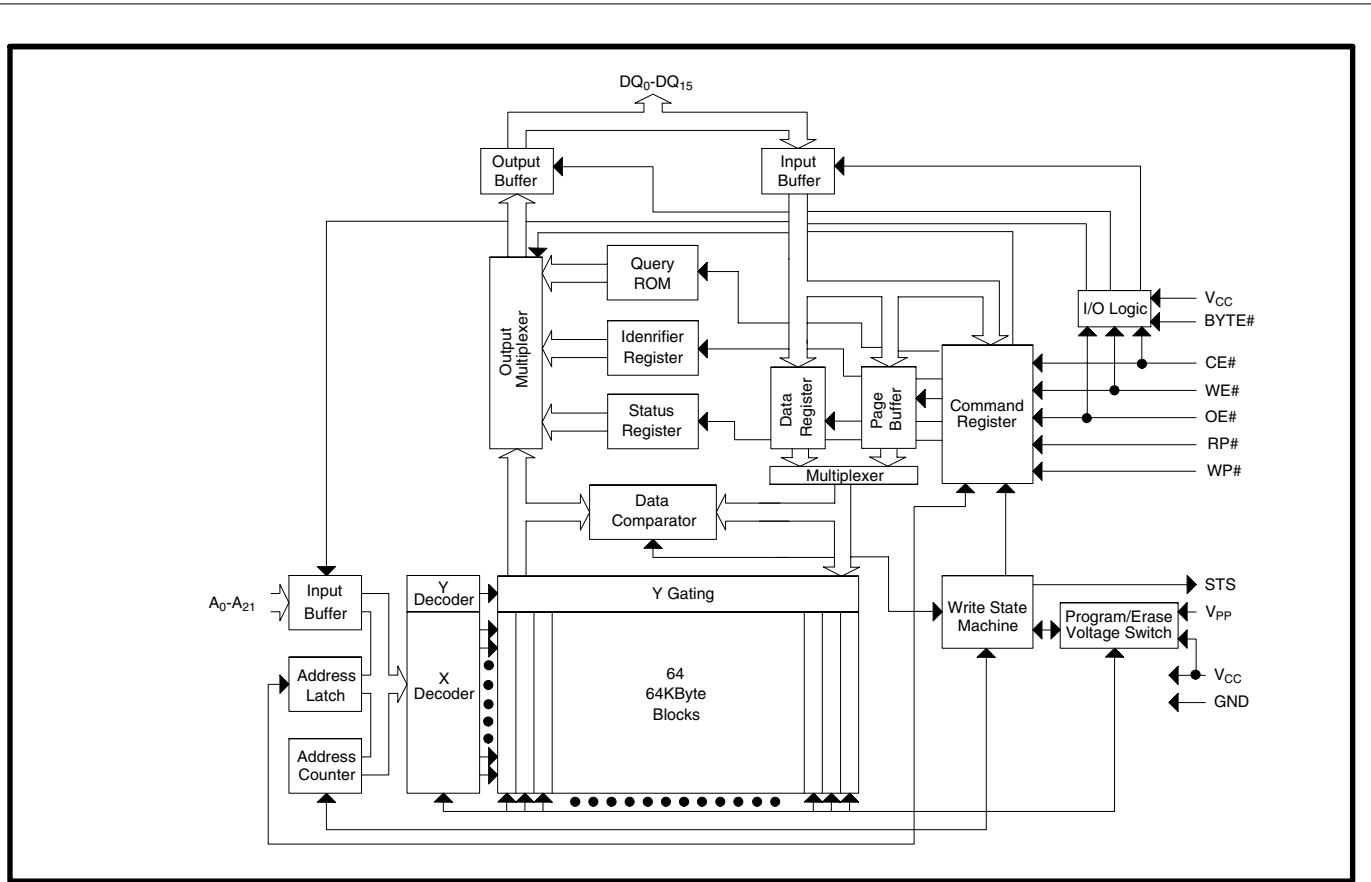 DQ0-DQ15
Output
Buffer
Input
Buffer
Output
Multiplexer
Query
ROM
Idenrifier
Register
Status
Register
Data
Register
Page
Buffer
Multiplexer
Command
Register
I/O Logic
VCC
BYTE#
CE#
WE#
OE#
RP#
WP#
Data
Comparator
A0-A21
Input
Buffer
Y
Decoder
Y Gating
Address
Latch
X
Decoder
64
64KByte
Blocks
Address
Counter
Write State
Machine
Program/Erase
Voltage Switch
STS
VPP
VCC
GND